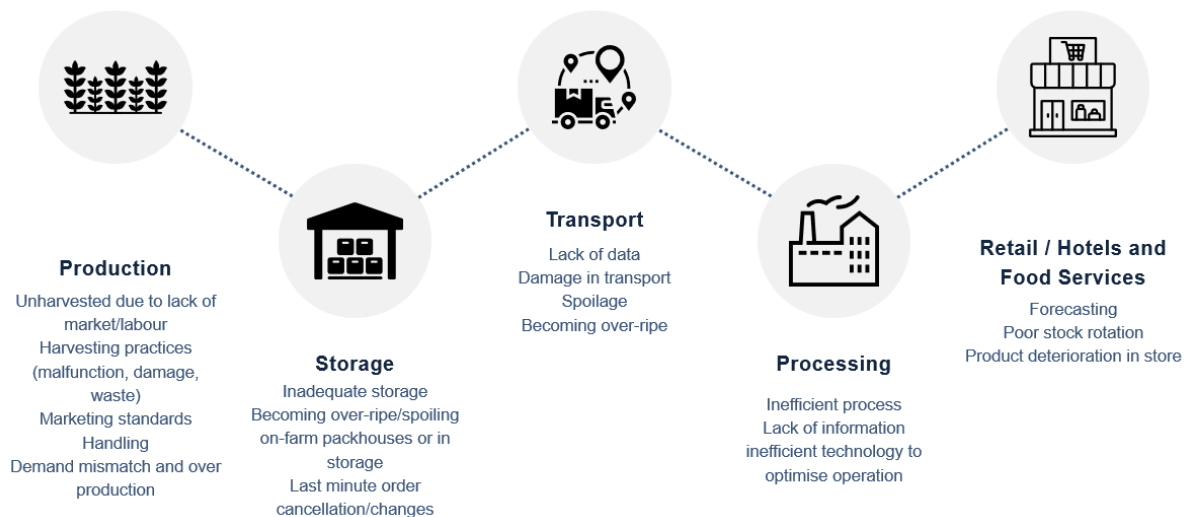 Production
Unharvested due to lack of
market/labour
Harvesting practices
(malfunction, damage,
waste)
Marketing standards
Handling
Demand mismatch and over
production
Storage
Inadequate storage
Becoming over-ripe/spoiling
on-farm packhouses or in
storage
Last minute order
cancellation/changes
Transport
Lack of data
Damage in transport
Spoilage
Becoming over-ripe
Processing
Inefficient process
Lack of information
inefficient technology to
optimise operation
Retail / Hotels and
Food Services
Forecasting
Poor stock rotation
Product deterioration in store